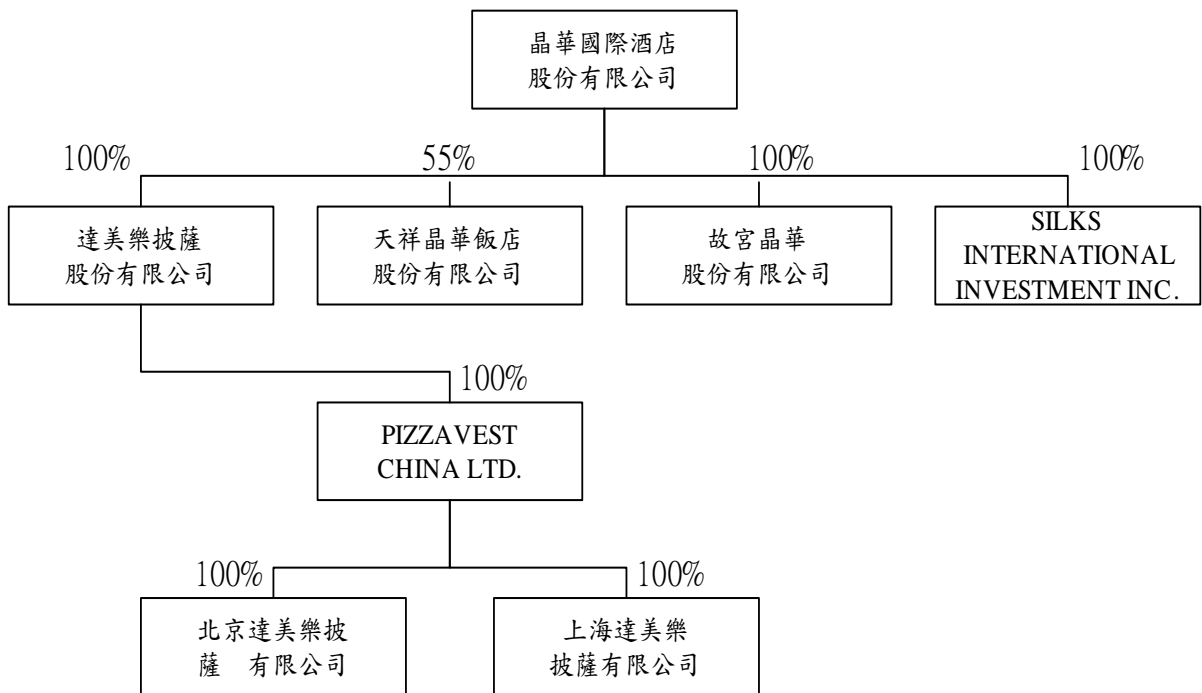 晶華國際酒店
股份有限公司
100%
55%
100%
100%
達美樂披薩
股份有限公司
天祥晶華飯店
股份有限公司
故宮晶華
股份有限公司
SILKS
INTERNATIONAL
INVESTMENT INC.
100%
PIZZAVEST
CHINA LTD.
100%
100%
北京達美樂披
薩　有限公司
上海達美樂
披薩有限公司